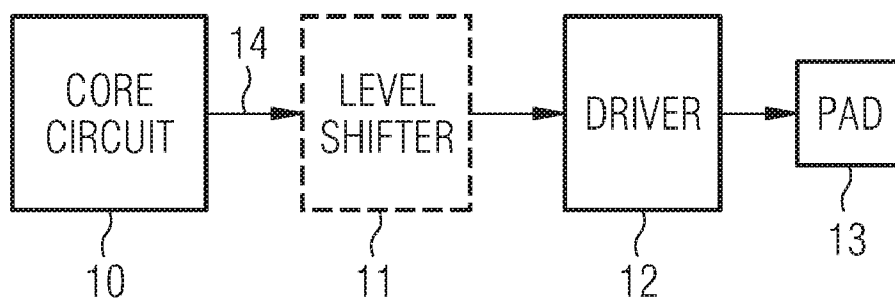 14
CORE
CIRCUIT
LEVEL
SHIFTER
DRIVER
PAD
10
11
12
13